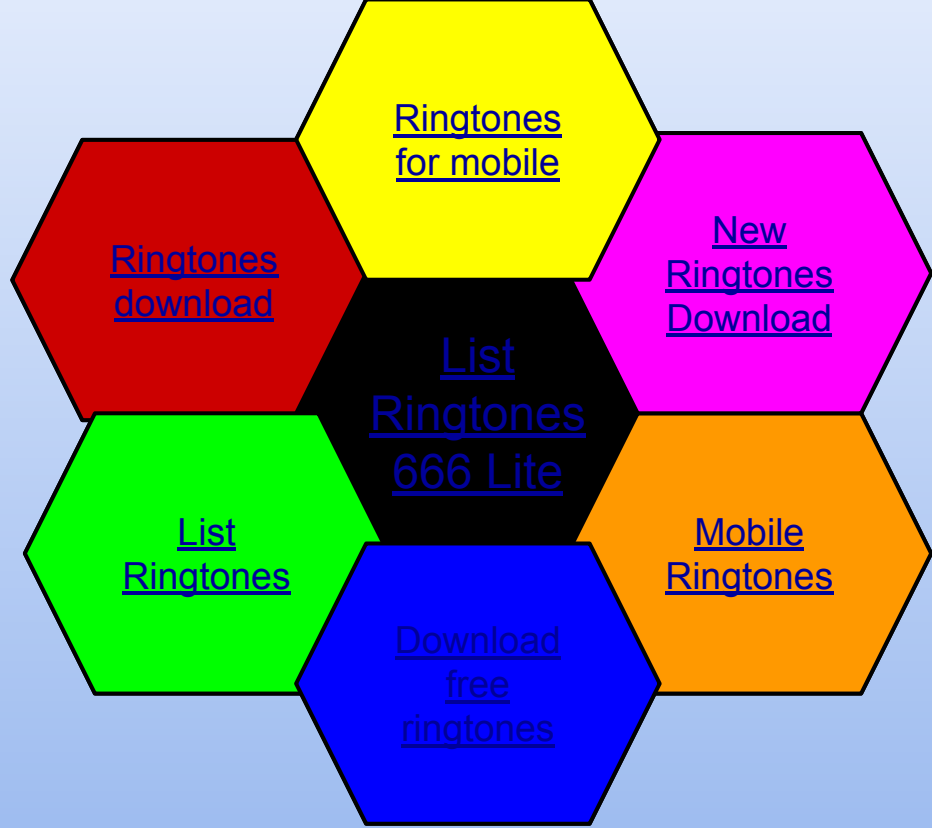 Ringtones
for mobile
Ringtones
download
New
Ringtones
Download
List
Ringtones
666 Lite
List
Ringtones
Mobile
Ringtones
Download
free
ringtones